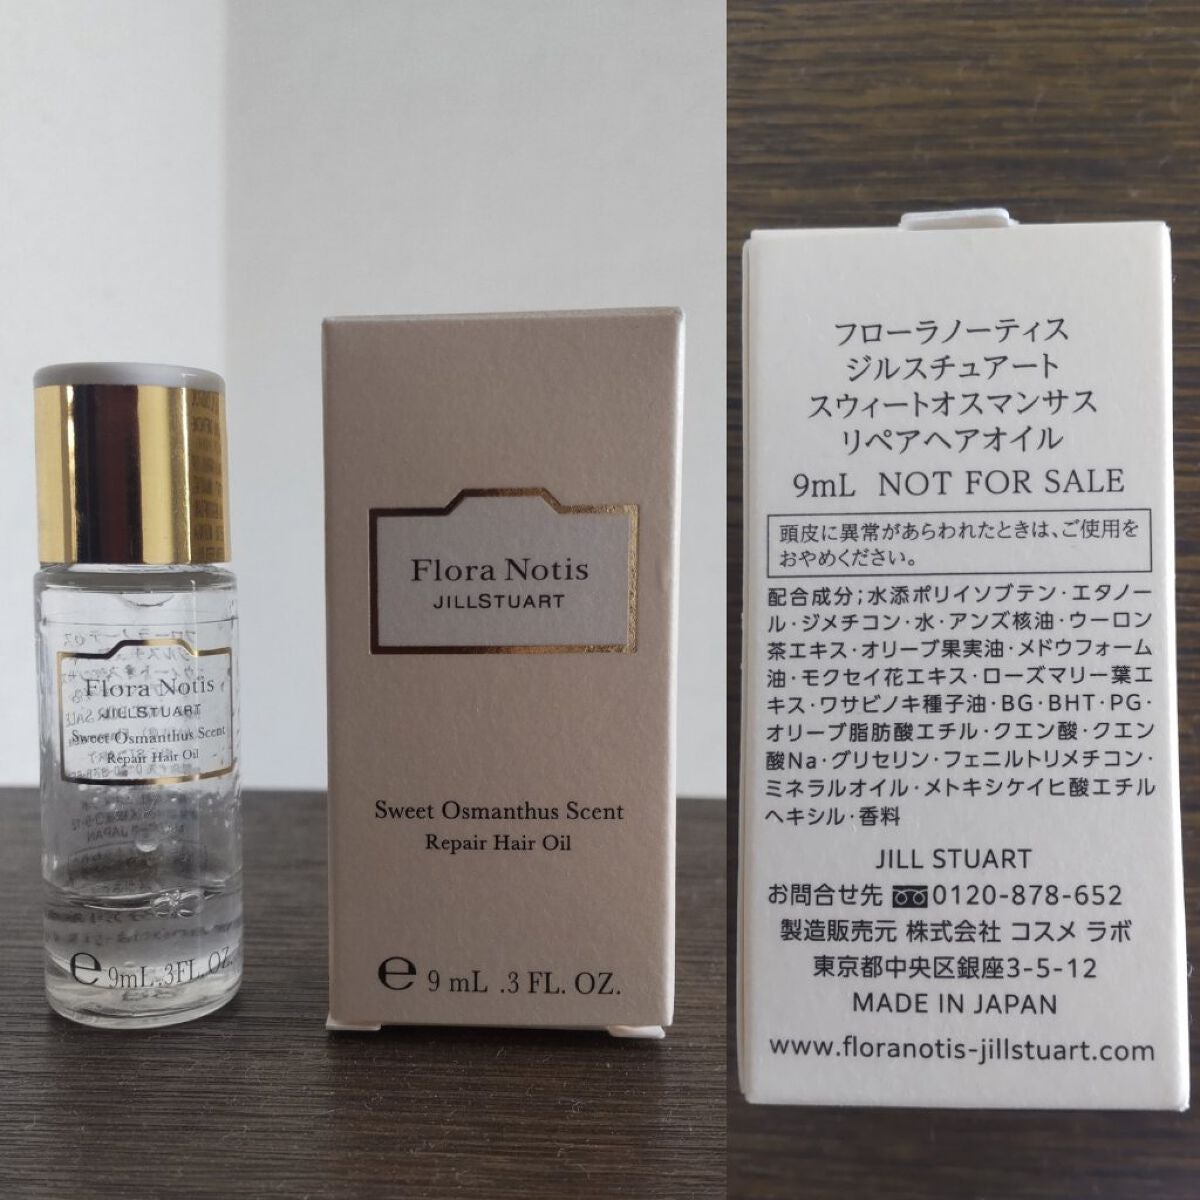 Flora Notis
JILLSTUART
Sweet Osmanthus Scent
Repair Hair Oil
e 9mL .3FL.OZ.
Flora Notis
JILLSTUART
Sweet Osmanthus Scent
Repair Hair Oil
e 9 mL .3 FL. OZ.
フローラノーティス
ジルスチュアート
スウィートオスマンサス
リペアヘアオイル
9mL NOT FOR SALE
頭皮に異常があらわれたときは、ご使用を
おやめください。
配合成分;水添ポリイソブテン・エタノー
ル・ジメチコン・水・アンズ核油・ウーロン
茶エキス・オリーブ果実油・メドウフォーム
油・モクセイ花エキス・ローズマリー葉エ
キス・ワサビノキ種子油・BG・BHT・PG・
オリーブ脂肪酸エチル・クエン酸・クエン
酸Na・グリセリン・フェニルトリメチコン・
ミネラルオイル・メトキシケイヒ酸エチル
ヘキシル・香料
JILL STUART
お問合せ先 0120-878-652
製造販売元 株式会社 コスメ ラボ
東京都中央区銀座3-5-12
MADE IN JAPAN
www.floranotis-jillstuart.com